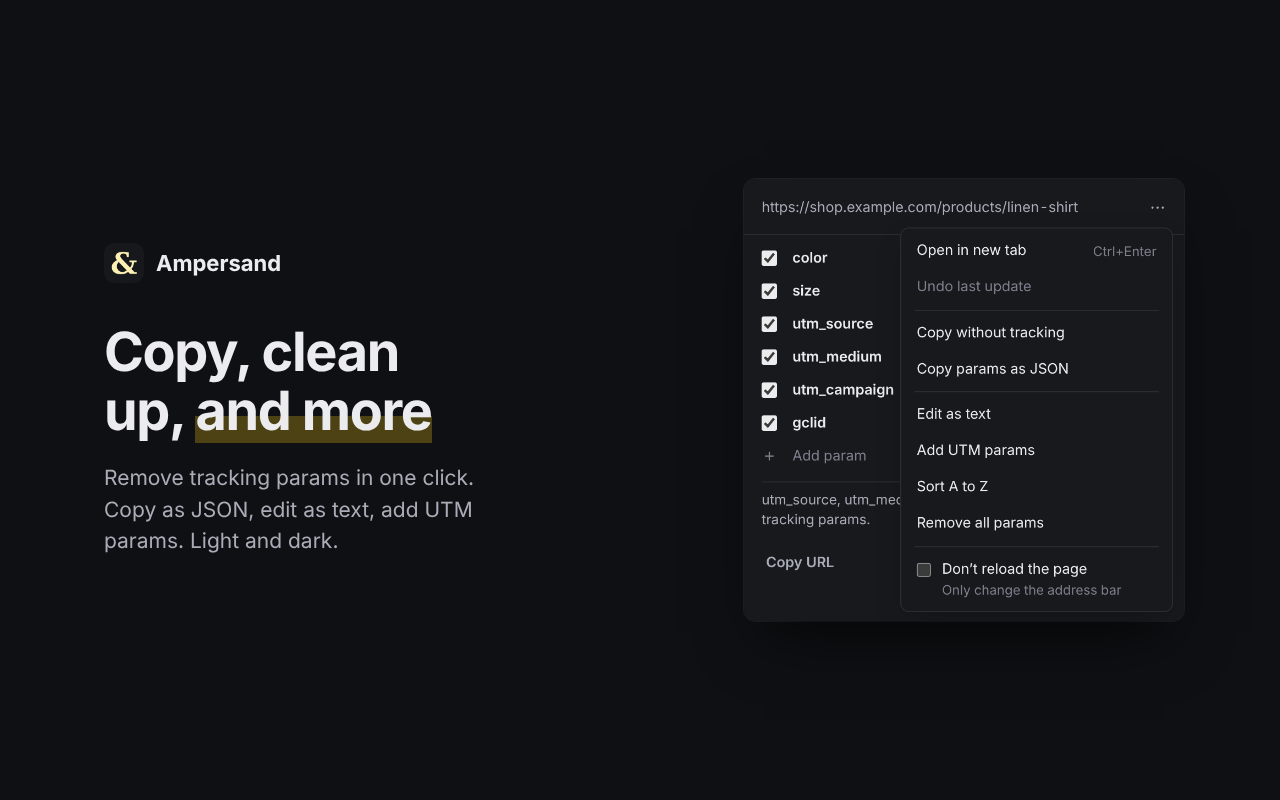 & Ampersand
Copy, clean
up, and more
Remove tracking params in one click.
Copy as JSON, edit as text, add UTM
params. Light and dark.
https://shop.example.com/products/linen-shirt
color
size
utm_source
utm_medium
utm_campaign
gclid
+ Add param
utm_source, utm_med
tracking params.
Copy URL
Open in new tab Ctrl+Enter
Undo last update
Copy without tracking
Copy params as JSON
Edit as text
Add UTM params
Sort A to Z
Remove all params
Don’t reload the page
Only change the address bar